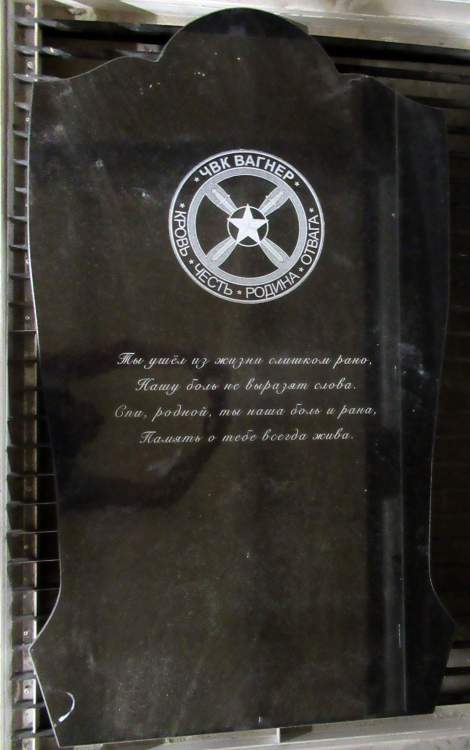 * ЧВК ВАГНЕР *
КРОВЬ * ЧЕСТЬ * РОДИНА * ОТВАГА
Ты ушёл из жизни слишком рано,
Нашу боль не выразят слова.
Спи, родной, ты наша боль и рана,
Память о тебе всегда жива.